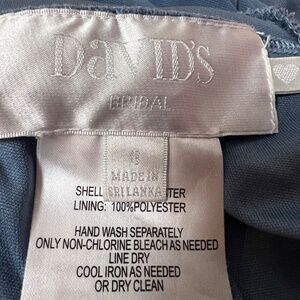 DAVID'S
BRIDAL
MADE IN
SRI LANKA
SHELL
TER
LINING: 100%POLYESTER
HAND WASH SEPARATELY
ONLY NON-CHLORINE BLEACH AS NEEDED
LINE DRY
COOL IRON AS NEEDED
OR DRY CLEAN